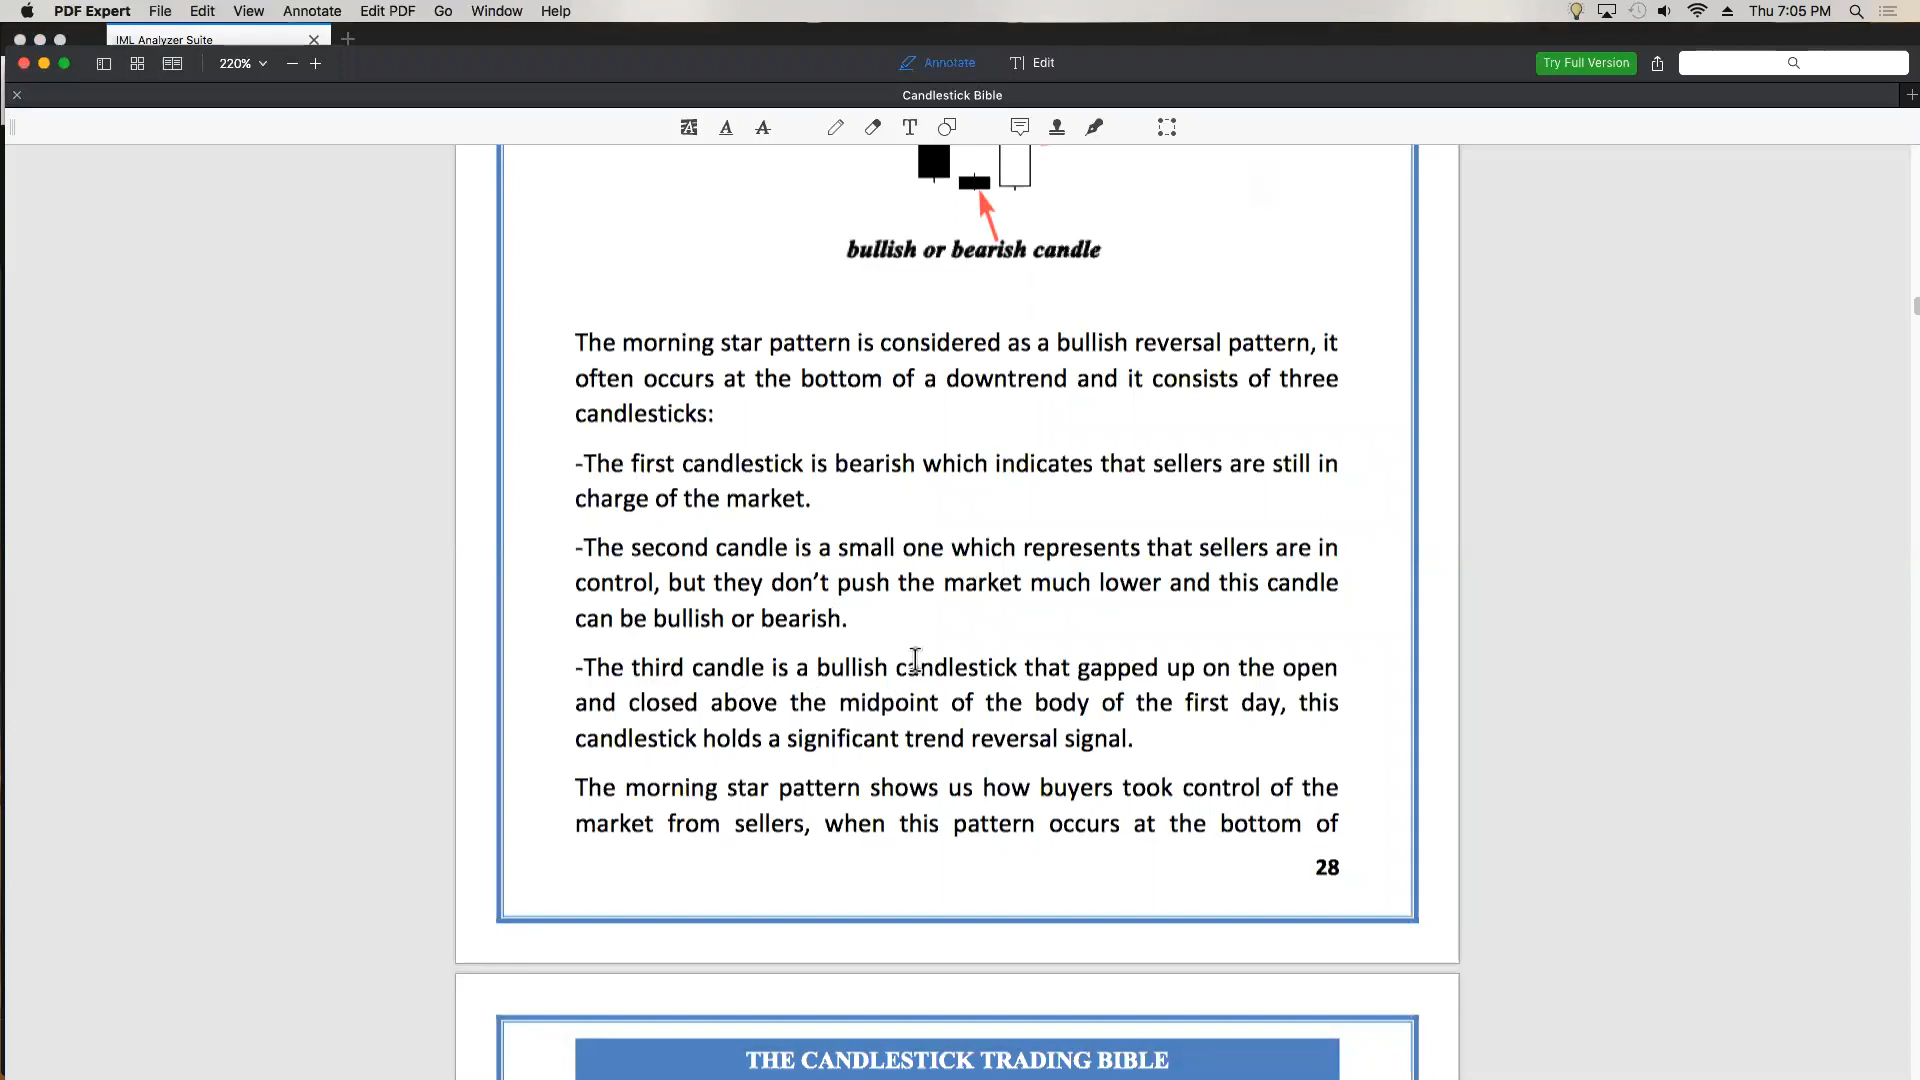 PDF Expert File Edit View Annotate Edit PDF Go Window Help Thu 7:05 PM
IML Analyzer Suite
220% Annotate Edit Try Full Version
Candlestick Bible
bullish or bearish candle
The morning star pattern is considered as a bullish reversal pattern, it
often occurs at the bottom of a downtrend and it consists of three
candlesticks:
-The first candlestick is bearish which indicates that sellers are still in
charge of the market.
-The second candle is a small one which represents that sellers are in
control, but they don’t push the market much lower and this candle
can be bullish or bearish.
-The third candle is a bullish candlestick that gapped up on the open
and closed above the midpoint of the body of the first day, this
candlestick holds a significant trend reversal signal.
The morning star pattern shows us how buyers took control of the
market from sellers, when this pattern occurs at the bottom of
28
THE CANDLESTICK TRADING BIBLE